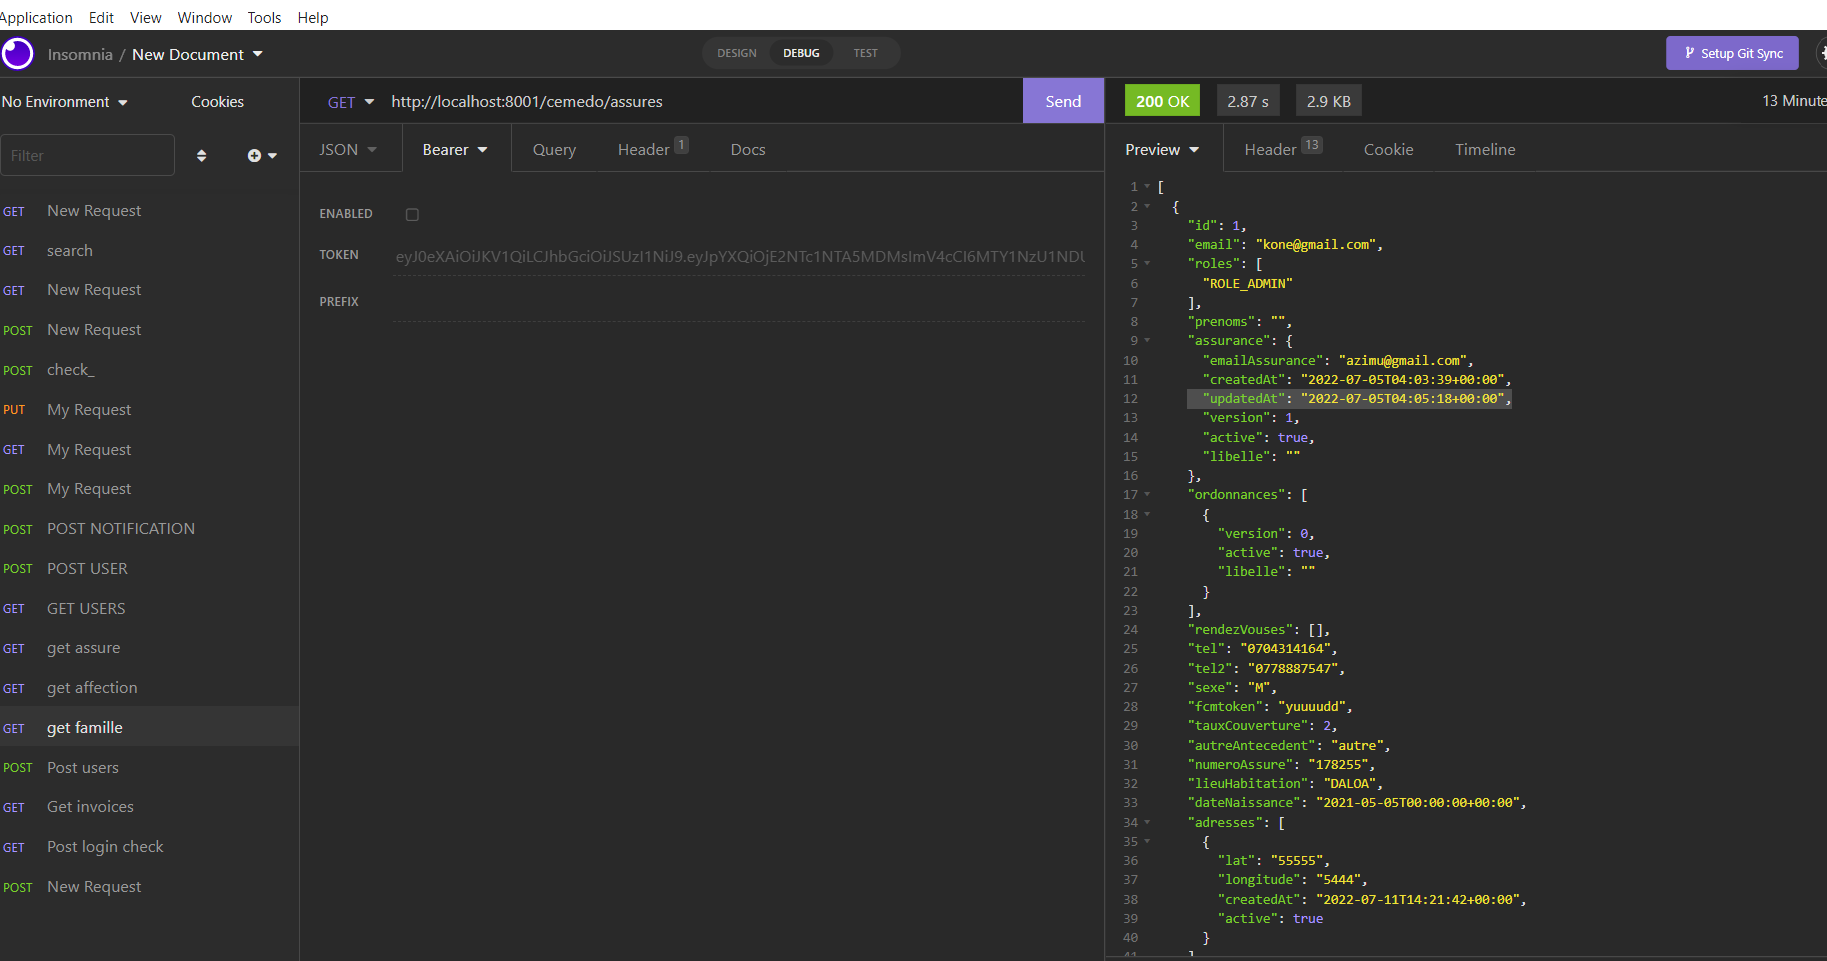 Application Edit View Window Tools Help
Insomnia / New Document
DESIGN DEBUG TEST
Setup Git Sync
No Environment
Cookies
GET http://localhost:8001/cemedo/assures
Send
200 OK 2.87 s 2.9 KB
13 Minute
Filter
JSON Bearer Query Header 1 Docs
Preview Header 13 Cookie Timeline
GET New Request
GET search
GET New Request
POST New Request
POST check_
PUT My Request
GET My Request
POST My Request
POST POST NOTIFICATION
POST POST USER
GET GET USERS
GET get assure
GET get affection
GET get famille
POST Post users
GET Get invoices
GET Post login check
POST New Request
ENABLED
TOKEN eyJ0eXAiOiJKV1QiLCJhbGciOiJSUzI1NiJ9.eyJpYXQiOjE2NTc1NTA5MDMsImV4cCI6MTY1NzU1NDU
PREFIX
1 [
2 {
3 "id": 1,
4 "email": "kone@gmail.com",
5 "roles": [
6 "ROLE_ADMIN"
7 ],
8 "prenoms": "",
9 "assurance": {
10 "emailAssurance": "azimu@gmail.com",
11 "createdAt": "2022-07-05T04:03:39+00:00",
12 "updatedAt": "2022-07-05T04:05:18+00:00",
13 "version": 1,
14 "active": true,
15 "libelle": ""
16 },
17 "ordonnances": [
18 {
19 "version": 0,
20 "active": true,
21 "libelle": ""
22 }
23 ],
24 "rendezVouses": [],
25 "tel": "0704314164",
26 "tel2": "0778887547",
27 "sexe": "M",
28 "fcmtoken": "yuuuudd",
29 "tauxCouverture": 2,
30 "autreAntecedent": "autre",
31 "numeroAssure": "178255",
32 "lieuHabitation": "DALOA",
33 "dateNaissance": "2021-05-05T00:00:00+00:00",
34 "adresses": [
35 {
36 "lat": "55555",
37 "longitude": "5444",
38 "createdAt": "2022-07-11T14:21:42+00:00",
39 "active": true
40 }
41 ]